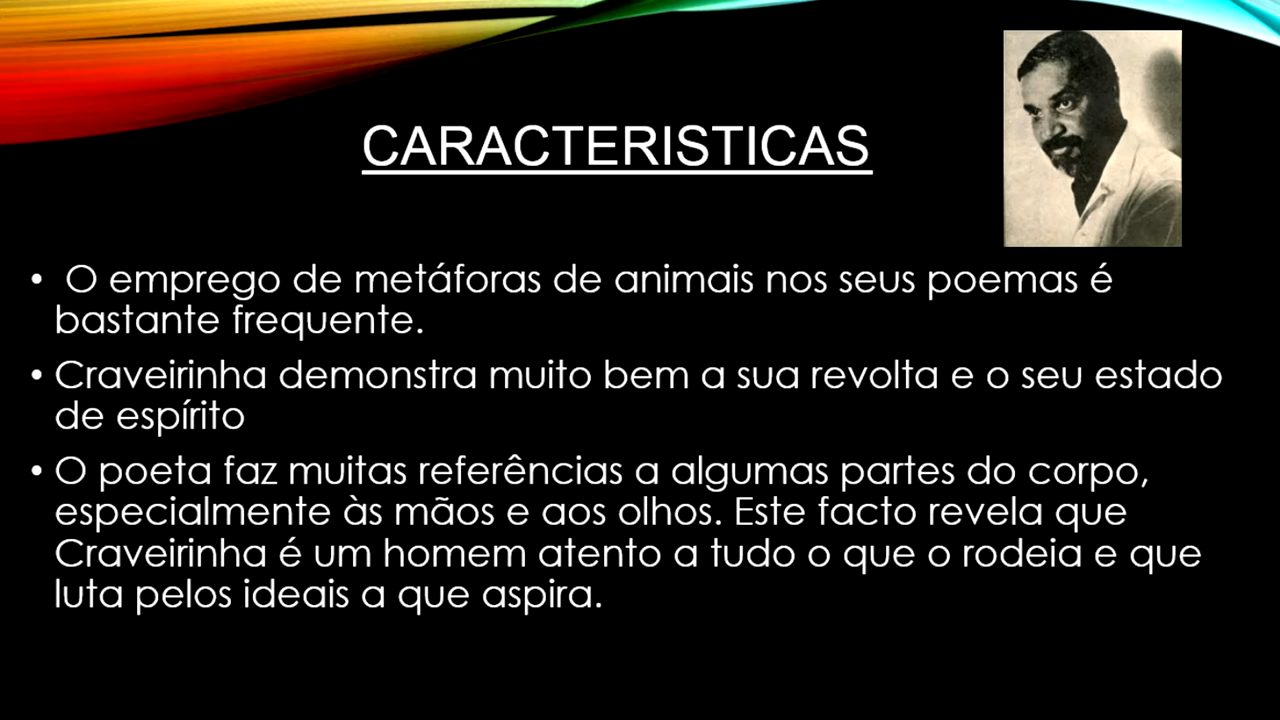 CARACTERISTICAS
• O emprego de metáforas de animais nos seus poemas é
bastante frequente.
• Craveirinha demonstra muito bem a sua revolta e o seu estado
de espírito
• O poeta faz muitas referências a algumas partes do corpo,
especialmente às mãos e aos olhos. Este facto revela que
Craveirinha é um homem atento a tudo o que o rodeia e que
luta pelos ideais a que aspira.